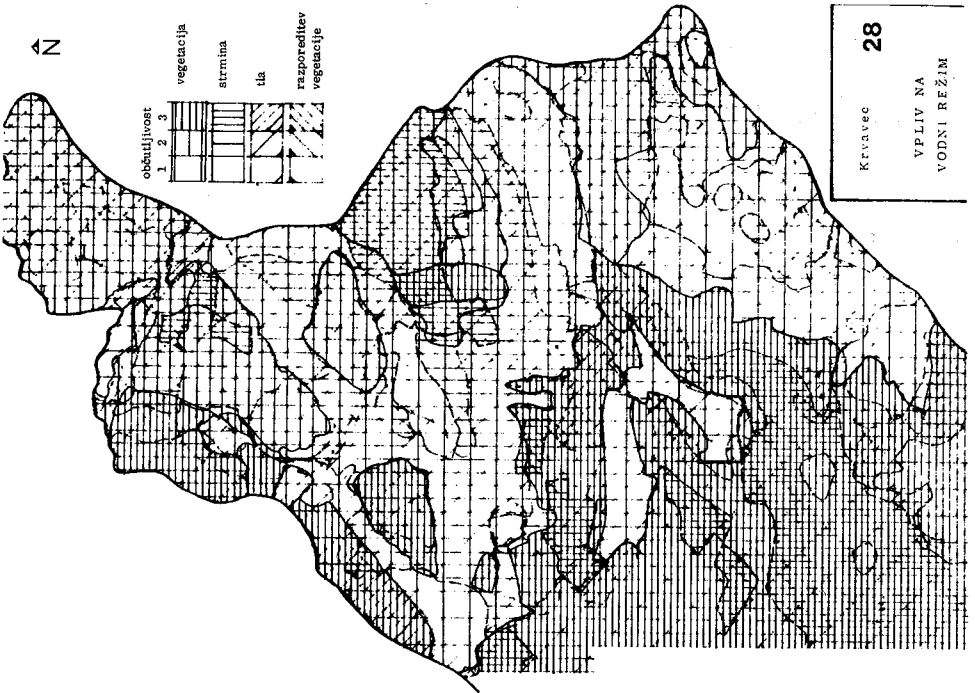 N
občutljivost
1 2 3
vegetacija
strmina
tla
razporeditev
vegetacije
Krvavec
28
VPLIV NA
VODNI REŽIM